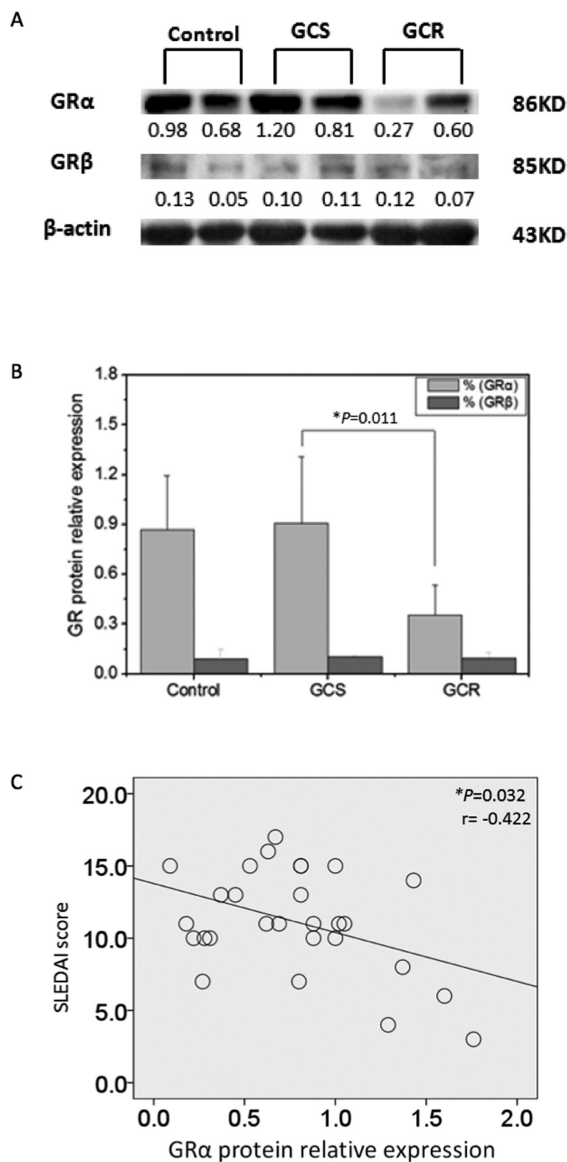 A
Control GCS GCR
GRα 86KD
0.98 0.68 1.20 0.81 0.27 0.60
GRβ 85KD
0.13 0.05 0.10 0.11 0.12 0.07
β-actin 43KD
B
GR protein relative expression
1.8
1.5
1.2
0.9
0.6
0.3
0.0
% (GRα)
% (GRβ)
*P=0.011
Control GCS GCR
C
SLEDAI score
20.0
15.0
10.0
5.0
0.0
*P=0.032
r= -0.422
0.0 0.5 1.0 1.5 2.0
GRα protein relative expression